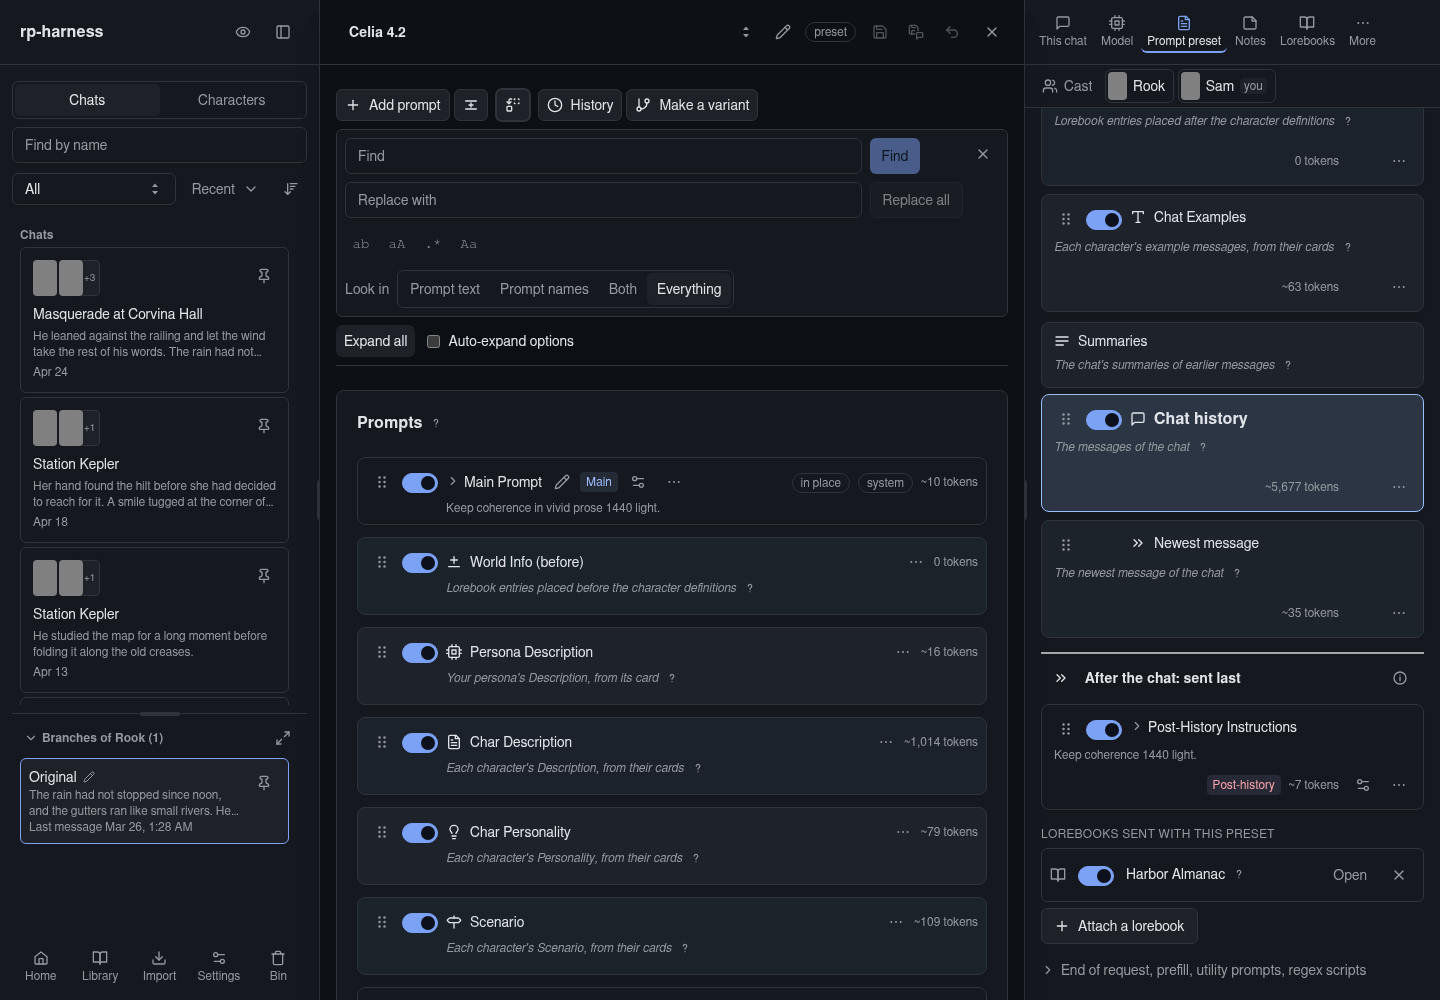 rp-harness
Chats
Characters
Find by name
All
Recent
Chats
+3
Masquerade at Corvina Hall
He leaned against the railing and let the wind
take the rest of his words. The rain had not...
Apr 24
+1
Station Kepler
Her hand found the hilt before she had decided
to reach for it. A smile tugged at the corner of...
Apr 18
+1
Station Kepler
He studied the map for a long moment before
folding it along the old creases.
Apr 13
Branches of Rook (1)
Original
The rain had not stopped since noon,
and the gutters ran like small rivers. He...
Last message Mar 26, 1:28 AM
Home
Library
Import
Settings
Bin
Celia 4.2
preset
Add prompt
History
Make a variant
Find
Find
Replace with
Replace all
ab aA .* Aa
Look in
Prompt text
Prompt names
Both
Everything
Expand all
Auto-expand options
Prompts ?
Main Prompt
Main
in place
system
~10 tokens
Keep coherence in vivid prose 1440 light.
World Info (before)
0 tokens
Lorebook entries placed before the character definitions ?
Persona Description
~16 tokens
Your persona's Description, from its card ?
Char Description
~1,014 tokens
Each character's Description, from their cards ?
Char Personality
~79 tokens
Each character's Personality, from their cards ?
Scenario
~109 tokens
Each character's Scenario, from their cards ?
This chat
Model
Prompt preset
Notes
Lorebooks
More
Cast
Rook
Sam you
Lorebook entries placed after the character definitions ?
0 tokens
Chat Examples
Each character's example messages, from their cards ?
~63 tokens
Summaries
The chat's summaries of earlier messages ?
Chat history
The messages of the chat ?
~5,677 tokens
Newest message
The newest message of the chat ?
~35 tokens
After the chat: sent last
Post-History Instructions
Keep coherence 1440 light.
Post-history
~7 tokens
LOREBOOKS SENT WITH THIS PRESET
Harbor Almanac ?
Open
Attach a lorebook
End of request, prefill, utility prompts, regex scripts